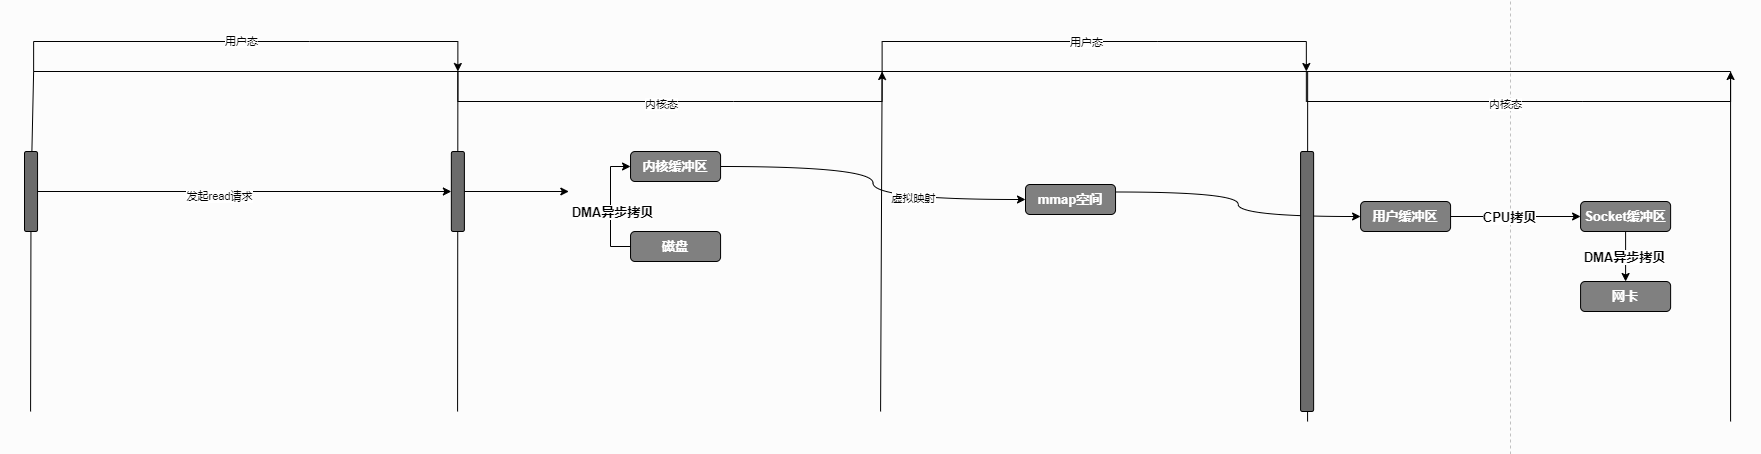 用户态
用户态
内核态
内核态
内核缓冲区
发起read请求
虚拟映射
mmap空间
DMA异步拷贝
用户缓冲区
CPU拷贝
Socket缓冲区
磁盘
DMA异步拷贝
网卡